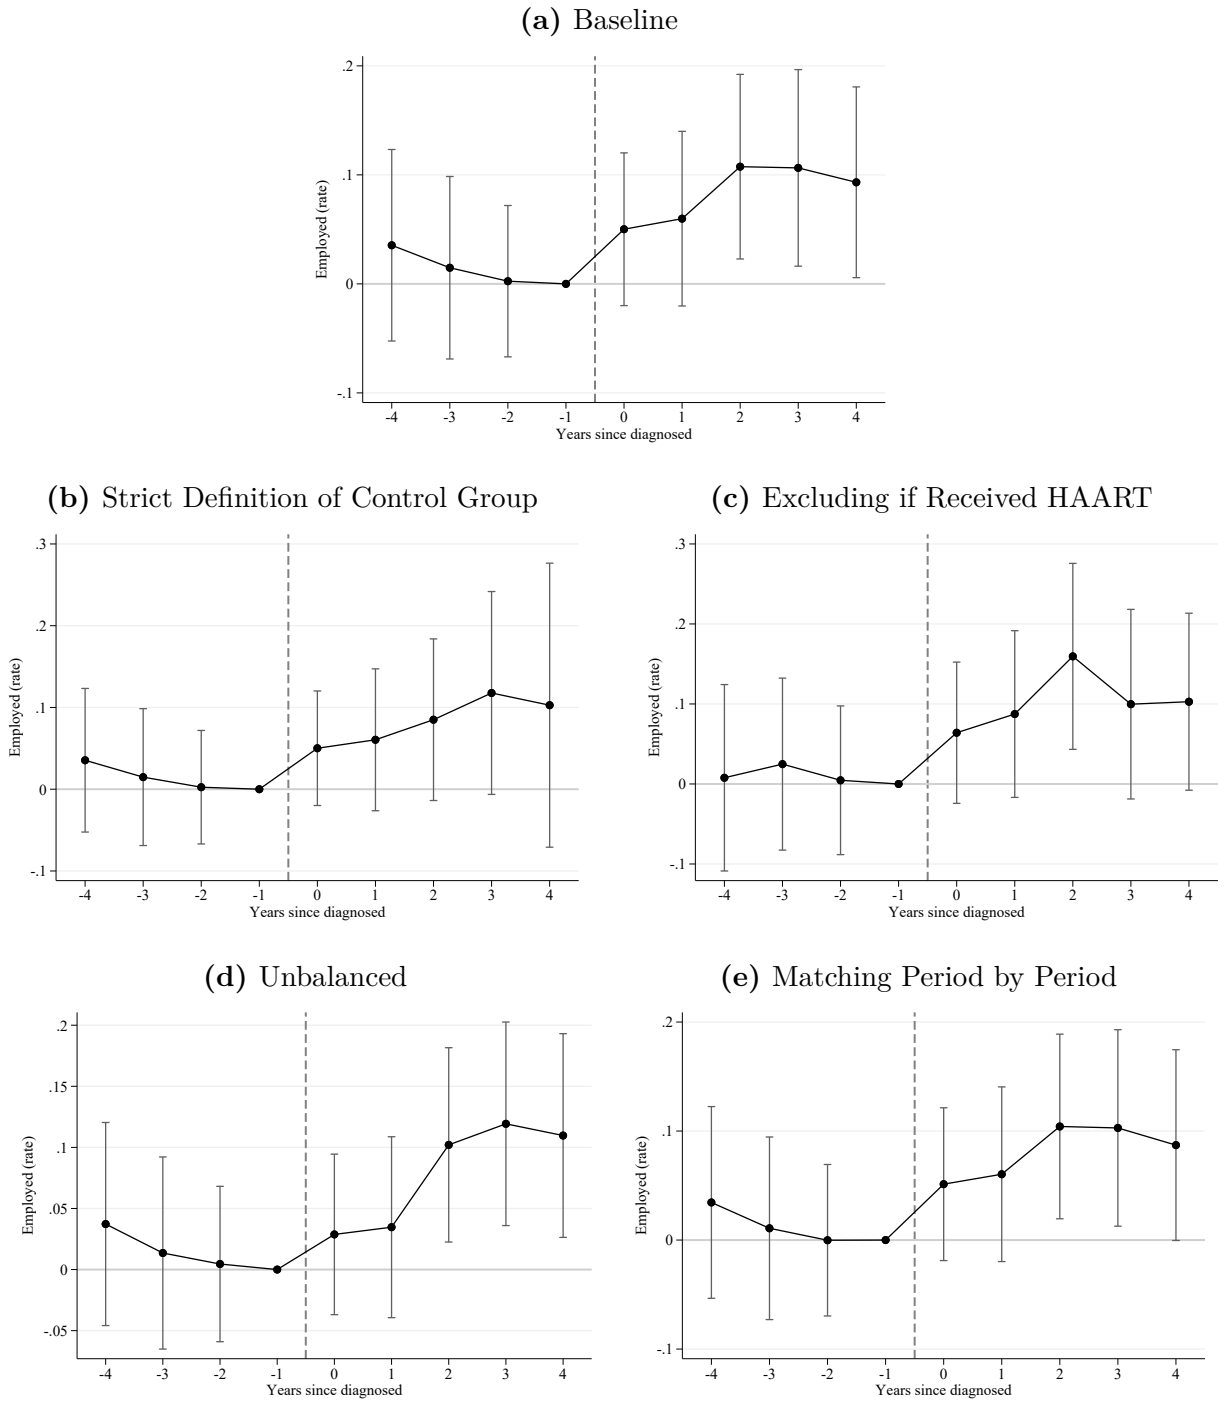 (a) Baseline
.2
.1
0
-.1
Employed (rate)
-4 -3 -2 -1 0 1 2 3 4
Years since diagnosed
(b) Strict Definition of Control Group
.3
.2
.1
0
-.1
Employed (rate)
-4 -3 -2 -1 0 1 2 3 4
Years since diagnosed
(c) Excluding if Received HAART
.3
.2
.1
0
-.1
Employed (rate)
-4 -3 -2 -1 0 1 2 3 4
Years since diagnosed
(d) Unbalanced
.2
.15
.1
.05
0
-.05
Employed (rate)
-4 -3 -2 -1 0 1 2 3 4
Years since diagnosed
(e) Matching Period by Period
.2
.1
0
-.1
Employed (rate)
-4 -3 -2 -1 0 1 2 3 4
Years since diagnosed